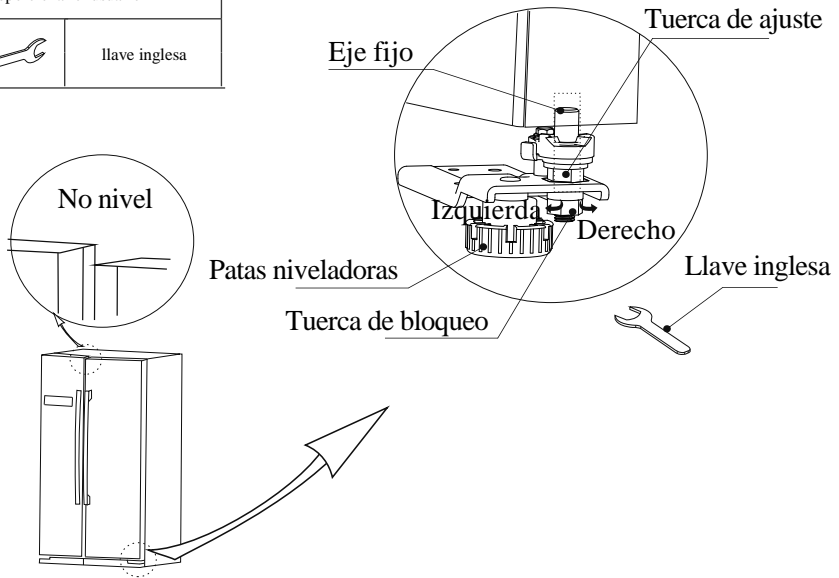 llave inglesa
Tuerca de ajuste
Eje fijo
No nivel
Izquierda
Derecho
Patas niveladoras
Llave inglesa
Tuerca de bloqueo